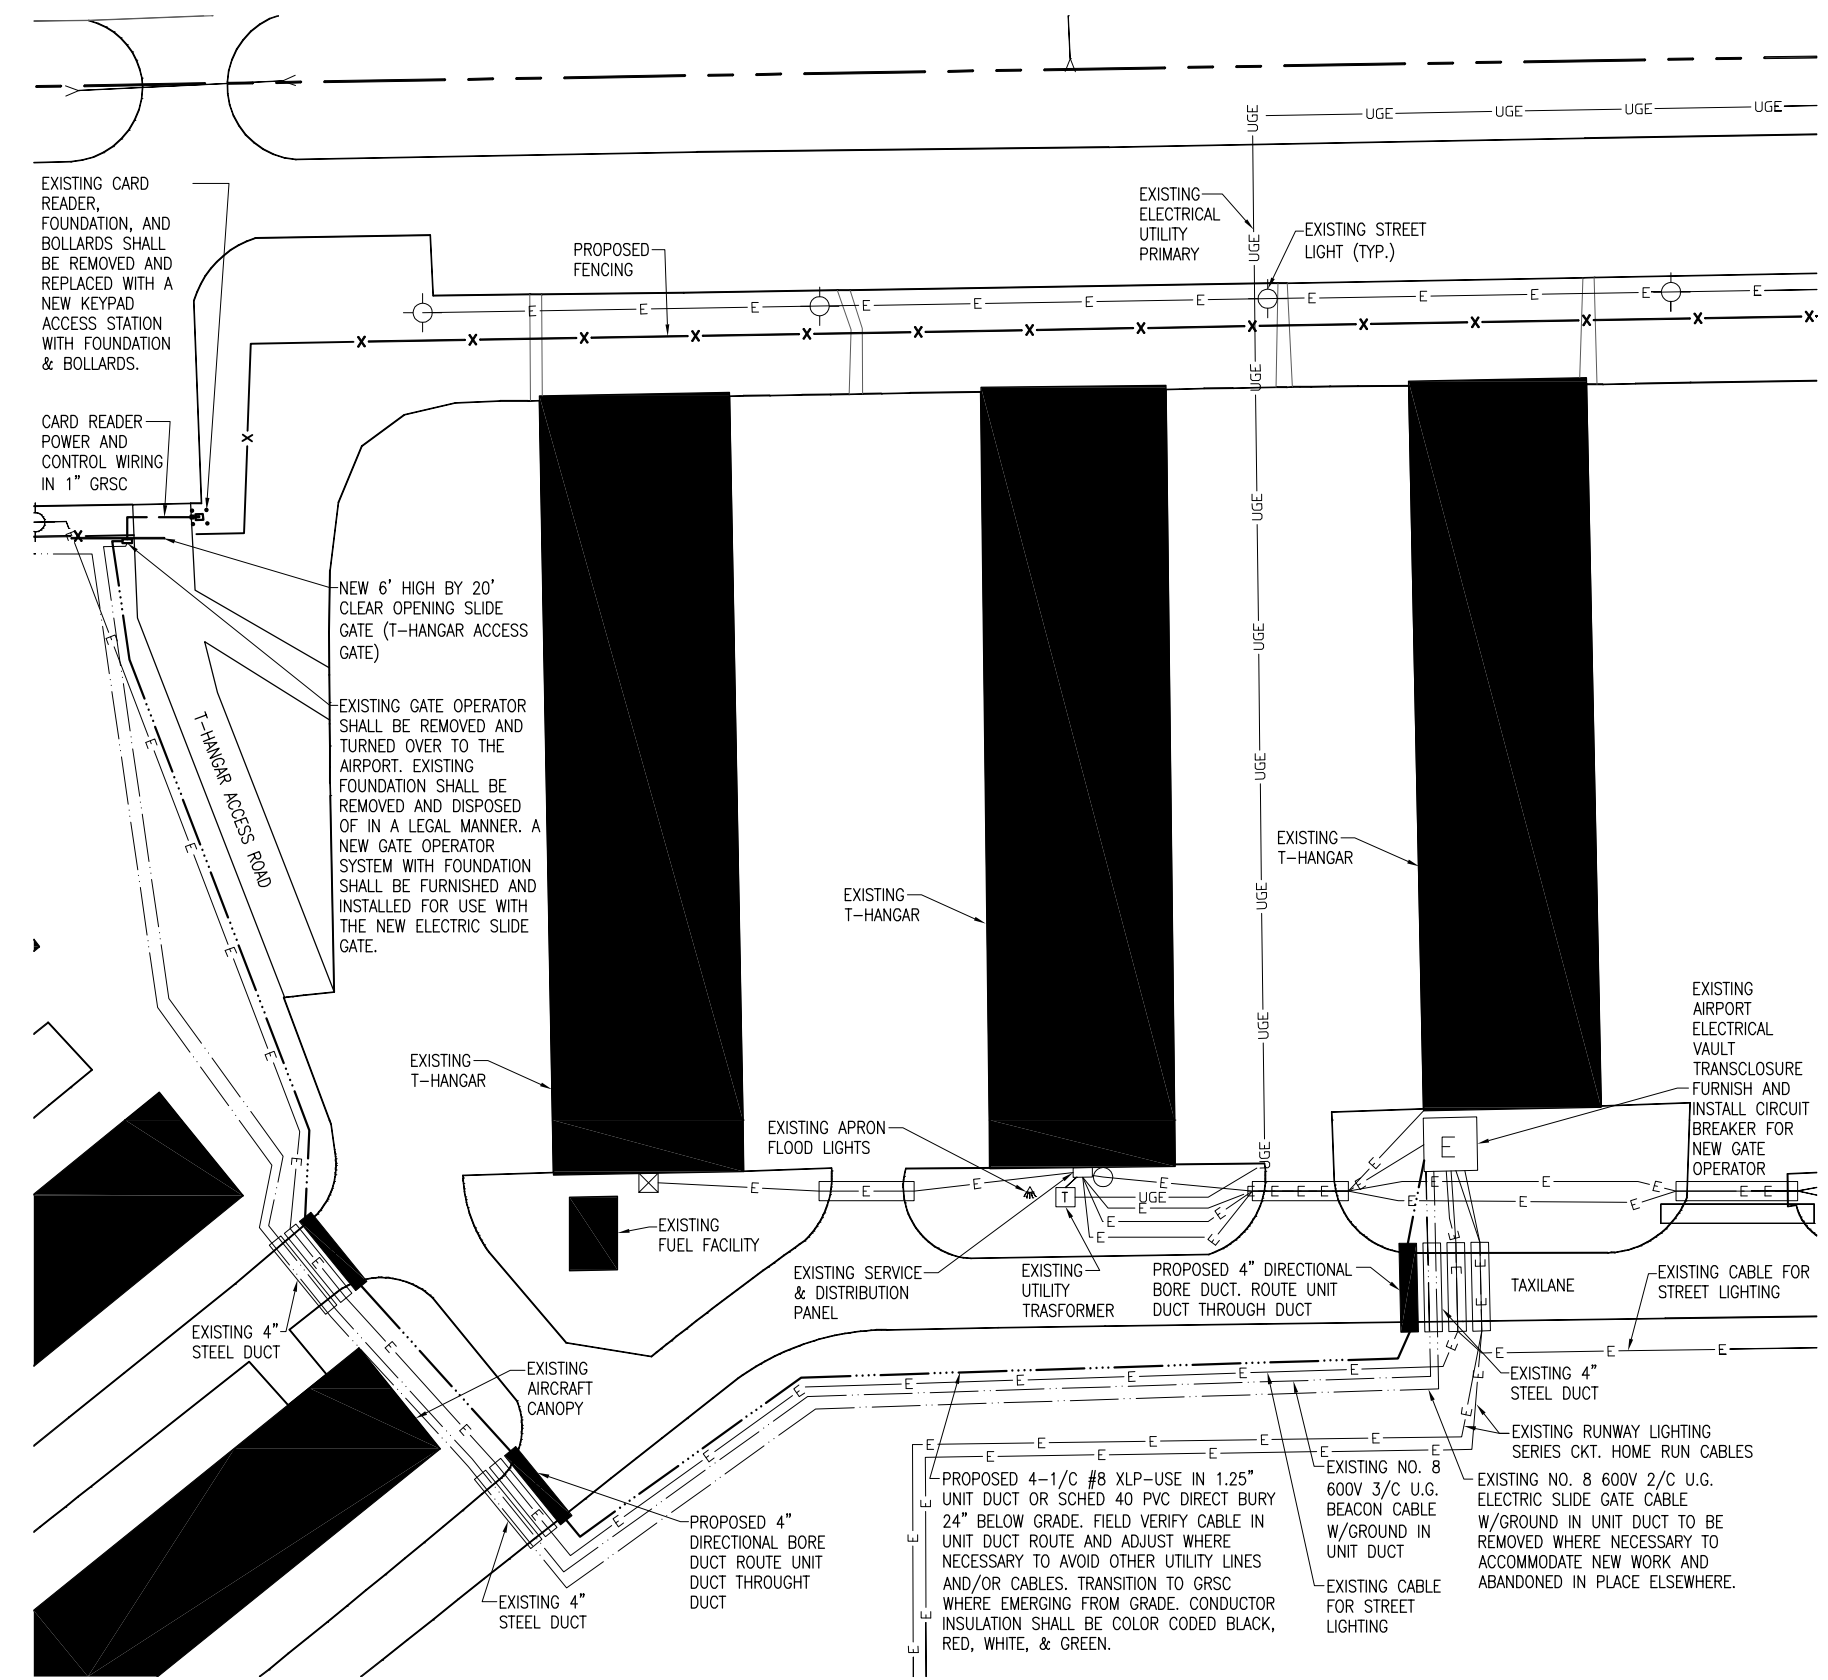 UGE
UGE UGE UGE UGE
EXISTING CARD
READER,
FOUNDATION, AND
BOLLARDS SHALL
BE REMOVED AND
REPLACED WITH A
NEW KEYPAD
ACCESS STATION
WITH FOUNDATION
& BOLLARDS.
EXISTING
ELECTRICAL
UTILITY
PRIMARY
UGE
EXISTING STREET
LIGHT (TYP.)
PROPOSED
FENCING
E E E E E E E E E E E E
X X X X X X X X X X X X X X
UGE
X
CARD READER
POWER AND
CONTROL WIRING
IN 1" GRSC
UGE
E X
NEW 6' HIGH BY 20'
CLEAR OPENING SLIDE
GATE (T-HANGAR ACCESS
GATE)
E
UGE
EXISTING GATE OPERATOR
SHALL BE REMOVED AND
TURNED OVER TO THE
AIRPORT. EXISTING
FOUNDATION SHALL BE
REMOVED AND DISPOSED
OF IN A LEGAL MANNER. A
NEW GATE OPERATOR
SYSTEM WITH FOUNDATION
SHALL BE FURNISHED AND
INSTALLED FOR USE WITH
THE NEW ELECTRIC SLIDE
GATE.
T-HANGAR ACCESS ROAD
E
E
E
E
UGE
UGE
UGE
EXISTING
T-HANGAR
EXISTING
T-HANGAR
EXISTING
T-HANGAR
EXISTING
AIRPORT
ELECTRICAL
VAULT
TRANSCLOSURE
FURNISH AND
INSTALL CIRCUIT
BREAKER FOR
NEW GATE
OPERATOR
EXISTING APRON
FLOOD LIGHTS
UGE
E
E
E E E E E E E E E E E E E
T
UGE
E E E E E
EXISTING
FUEL FACILITY
EXISTING SERVICE
& DISTRIBUTION
PANEL
EXISTING
UTILITY
TRASFORMER
PROPOSED 4" DIRECTIONAL
BORE DUCT. ROUTE UNIT
DUCT THROUGH DUCT
E E E E E
TAXILANE
EXISTING CABLE FOR
STREET LIGHTING
E E E
E
EXISTING 4"
STEEL DUCT
EXISTING 4"
STEEL DUCT
EXISTING
AIRCRAFT
CANOPY
E E E E E E E
E E
EXISTING RUNWAY LIGHTING
SERIES CKT. HOME RUN CABLES
E E E E E
E E E E
PROPOSED 4-1/C #8 XLP-USE IN 1.25"
UNIT DUCT OR SCHED 40 PVC DIRECT BURY
24" BELOW GRADE. FIELD VERIFY CABLE IN
UNIT DUCT ROUTE AND ADJUST WHERE
NECESSARY TO AVOID OTHER UTILITY LINES
AND/OR CABLES. TRANSITION TO GRSC
WHERE EMERGING FROM GRADE. CONDUCTOR
INSULATION SHALL BE COLOR CODED BLACK,
RED, WHITE, & GREEN.
EXISTING NO. 8
600V 3/C U.G.
BEACON CABLE
W/GROUND IN
UNIT DUCT
EXISTING NO. 8 600V 2/C U.G.
ELECTRIC SLIDE GATE CABLE
W/GROUND IN UNIT DUCT TO BE
REMOVED WHERE NECESSARY TO
ACCOMMODATE NEW WORK AND
ABANDONED IN PLACE ELSEWHERE.
EXISTING CABLE
FOR STREET
LIGHTING
PROPOSED 4"
DIRECTIONAL BORE
DUCT ROUTE UNIT
DUCT THROUGHT
DUCT
EXISTING 4"
STEEL DUCT
E E E
E E
E E E